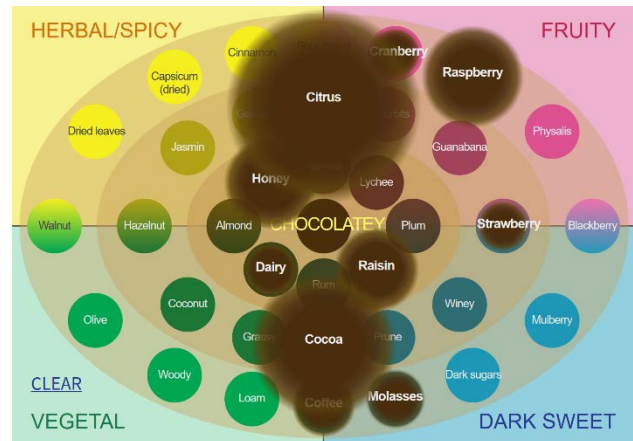 HERBAL/SPICY
FRUITY
Cinnamon
Cranberry
Capsicum
(dried)
Raspberry
Citrus
Dried leaves
Physalis
Jasmin
Guanabana
Honey
Lychee
Walnut
Hazelnut
Almond
CHOCOLATEY
Plum
Strawberry
Blackberry
Dairy
Raisin
Rum
Coconut
Winey
Olive
Grassy
Cocoa
Prune
Mulberry
Woody
Dark sugars
CLEAR
Loam
Coffee
Molasses
VEGETAL
DARK SWEET